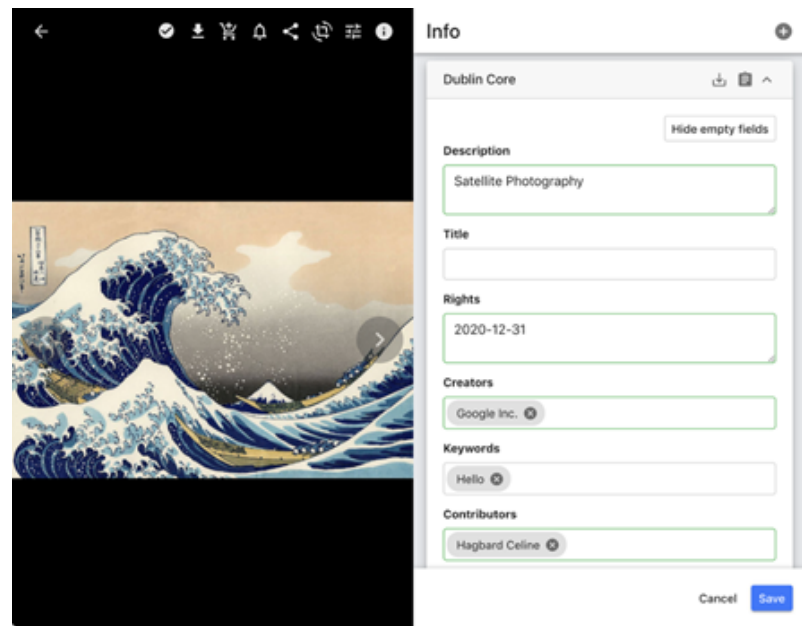 Info
Dublin Core
Hide empty fields
Description
Satellite Photography
Title
Rights
2020-12-31
Creators
Google Inc.
Keywords
Hello
Contributors
Hagbard Celine
Cancel
Save